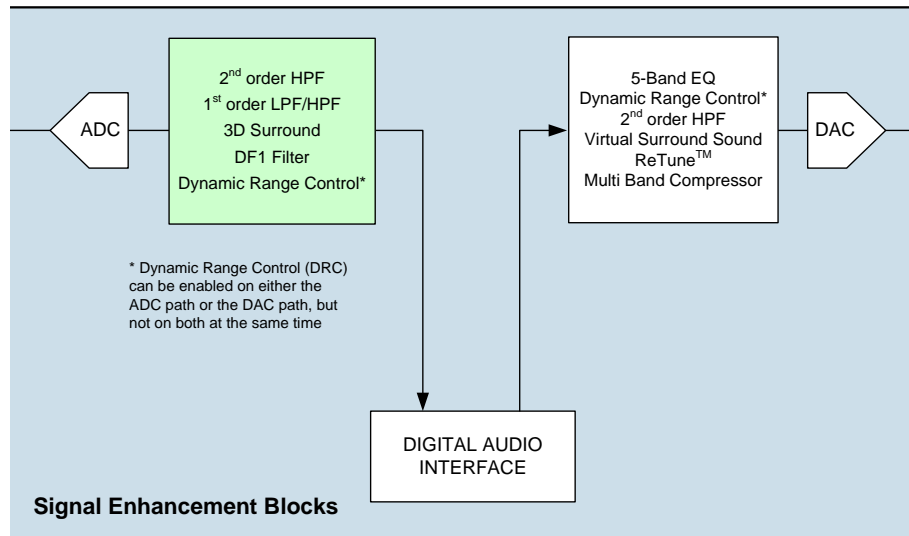 ADC
2nd order HPF
1st order LPF/HPF
3D Surround
DF1 Filter
Dynamic Range Control*
5-Band EQ
Dynamic Range Control*
2nd order HPF
Virtual Surround Sound
ReTune™
Multi Band Compressor
DAC
* Dynamic Range Control (DRC)
can be enabled on either the
ADC path or the DAC path, but
not on both at the same time
DIGITAL AUDIO
INTERFACE
Signal Enhancement Blocks